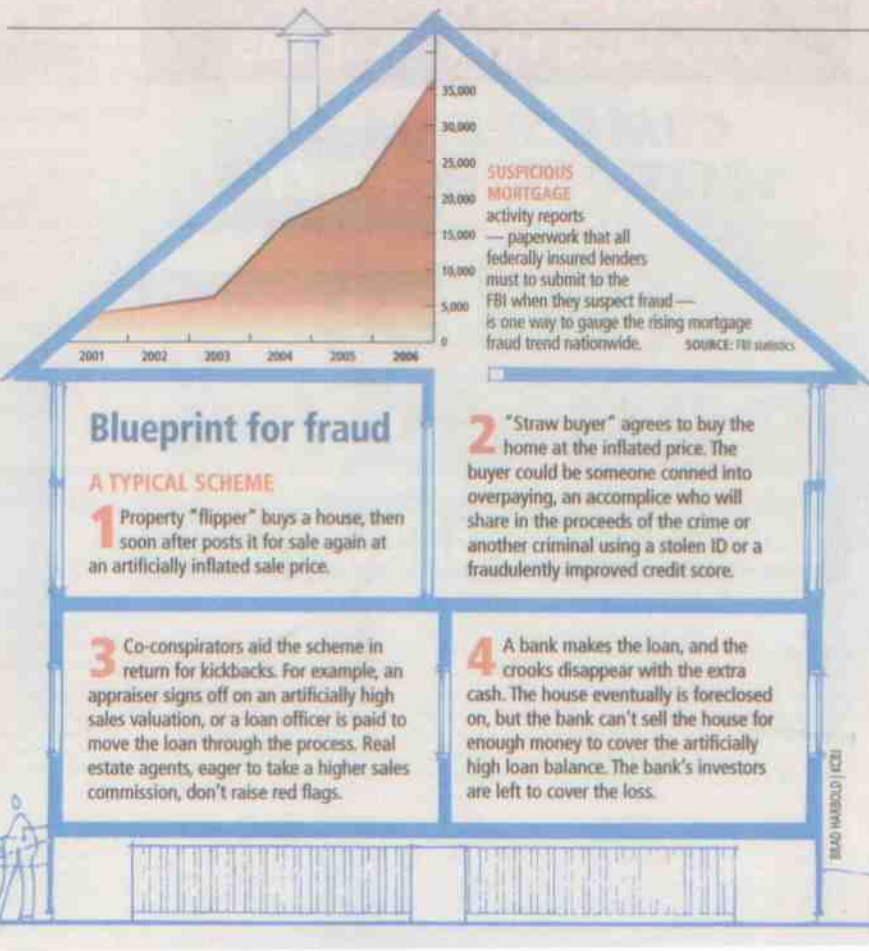 35,000
30,000
25,000
20,000
15,000
10,000
5,000
0
2001 2002 2003 2004 2005 2006
SUSPICIOUS
MORTGAGE
activity reports
— paperwork that all
federally insured lenders
must to submit to the
FBI when they suspect fraud —
is one way to gauge the rising mortgage
fraud trend nationwide. SOURCE: FBI statistics
Blueprint for fraud
A TYPICAL SCHEME
1 Property "flipper" buys a house, then
soon after posts it for sale again at
an artificially inflated sale price.
2 "Straw buyer" agrees to buy the
home at the inflated price. The
buyer could be someone conned into
overpaying, an accomplice who will
share in the proceeds of the crime or
another criminal using a stolen ID or a
fraudulently improved credit score.
3 Co-conspirators aid the scheme in
return for kickbacks. For example, an
appraiser signs off on an artificially high
sales valuation, or a loan officer is paid to
move the loan through the process. Real
estate agents, eager to take a higher sales
commission, don't raise red flags.
4 A bank makes the loan, and the
crooks disappear with the extra
cash. The house eventually is foreclosed
on, but the bank can't sell the house for
enough money to cover the artificially
high loan balance. The bank's investors
are left to cover the loss.
BRAD HARBOLD | KCBJ